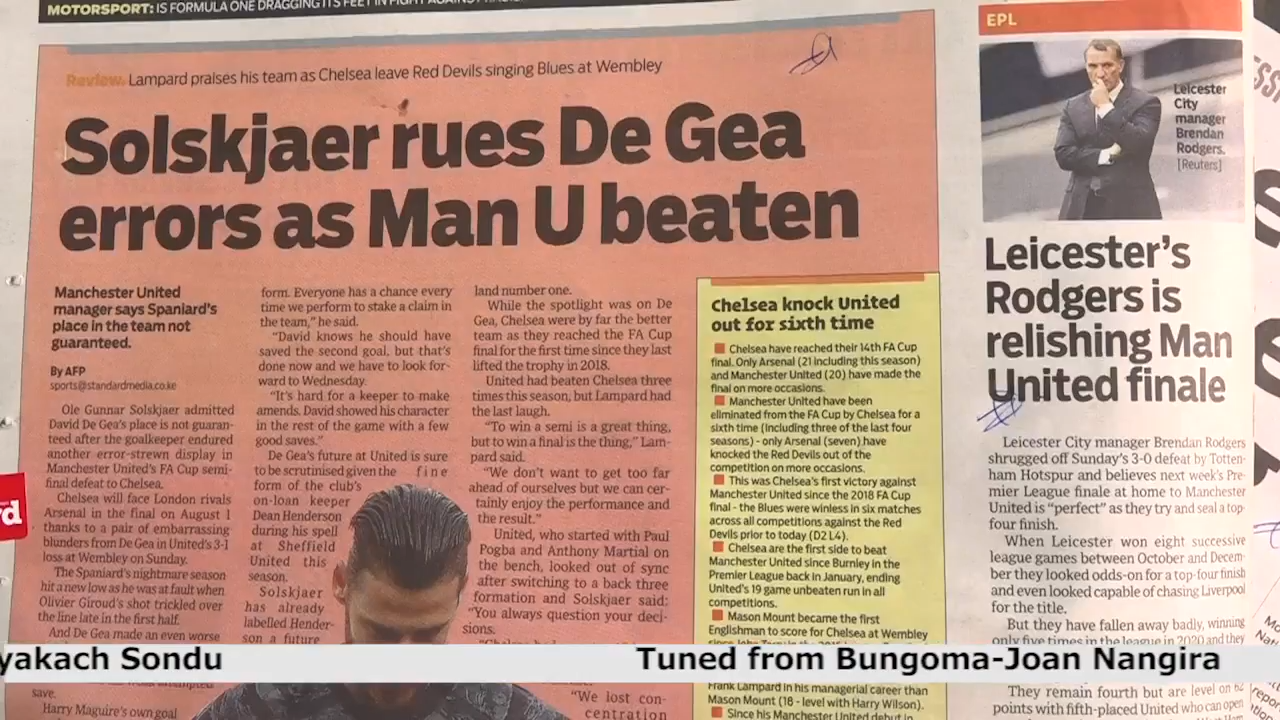 MOTORSPORT: IS FORMULA ONE DRAGGING ITS FEET IN FIGHT AGAINST
Review. Lampard praises his team as Chelsea leave Red Devils singing Blues at Wembley
Solskjaer rues De Gea
errors as Man U beaten
Manchester United
manager says Spaniard's
place in the team not
guaranteed.
By AFP
sports@standardmedia.co.ke
Ole Gunnar Solskjaer admitted
David De Gea's place is not guaran-
teed after the goalkeeper endured
another error-strewn display in
Manchester United's FA Cup semi-
final defeat to Chelsea.
Chelsea will face London rivals
Arsenal in the final on August 1
thanks to a pair of embarrassing
blunders from De Gea in United's 3-1
loss at Wembley on Sunday.
The Spaniard's nightmare season
hit a new low as he was at fault when
Olivier Giroud's shot trickled over
the line late in the first half.
And De Gea made an even worse
save.
Harry Maguire's own goal
form. Everyone has a chance every
time we perform to stake a claim in
the team," he said.
"David knows he should have
saved the second goal, but that's
done now and we have to look for-
ward to Wednesday.
"It's hard for a keeper to make
amends. David showed his character
in the rest of the game with a few
good saves."
De Gea's future at United is sure
to be scrutinised given the fine
form of the club's
on-loan keeper
Dean Henderson
during his spell
at Sheffield
United this
season.
Solskjaer
has already
labelled Hender-
son a future
land number one.
While the spotlight was on De
Gea, Chelsea were by far the better
team as they reached the FA Cup
final for the first time since they last
lifted the trophy in 2018.
United had beaten Chelsea three
times this season, but Lampard had
the last laugh.
"To win a semi is a great thing,
but to win a final is the thing," Lam-
pard said.
"We don't want to get too far
ahead of ourselves but we can cer-
tainly enjoy the performance and
the result."
United, who started with Paul
Pogba and Anthony Martial on
the bench, looked out of sync
after switching to a back three
formation and Solskjaer said:
"You always question your deci-
sions.
"We lost con-
centration
Chelsea knock United
out for sixth time
Chelsea have reached their 14th FA Cup
final. Only Arsenal (21 including this season)
and Manchester United (20) have made the
final on more occasions.
Manchester United have been
eliminated from the FA Cup by Chelsea for a
sixth time (including three of the last four
seasons) - only Arsenal (seven) have
knocked the Red Devils out of the
competition on more occasions.
This was Chelsea's first victory against
Manchester United since the 2018 FA Cup
final - the Blues were winless in six matches
across all competitions against the Red
Devils prior to today (D2 L4).
Chelsea are the first side to beat
Manchester United since Burnley in the
Premier League back in January, ending
United's 19 game unbeaten run in all
competitions.
Mason Mount became the first
Englishman to score for Chelsea at Wembley
Frank Lampard in his managerial career than
Mason Mount (18 - level with Harry Wilson).
Since his Manchester United debut in
EPL
Leicester
City
manager
Brendan
Rodgers.
[Reuters]
Leicester's
Rodgers is
relishing Man
United finale
Leicester City manager Brendan Rodgers
shrugged off Sunday's 3-0 defeat by Totten-
ham Hotspur and believes next week's Pre-
mier League finale at home to Manchester
United is "perfect" as they try and seal a top-
four finish.
When Leicester won eight successive
league games between October and Decem-
ber they looked odds-on for a top-four finish
and even looked capable of chasing Liverpool
for the title.
But they have fallen away badly, winning
only five times in the league in 2020 and they
They remain fourth but are level on 62
points with fifth-placed United who can open
rd
yakach Sondu
Tuned from Bungoma-Joan Nangira